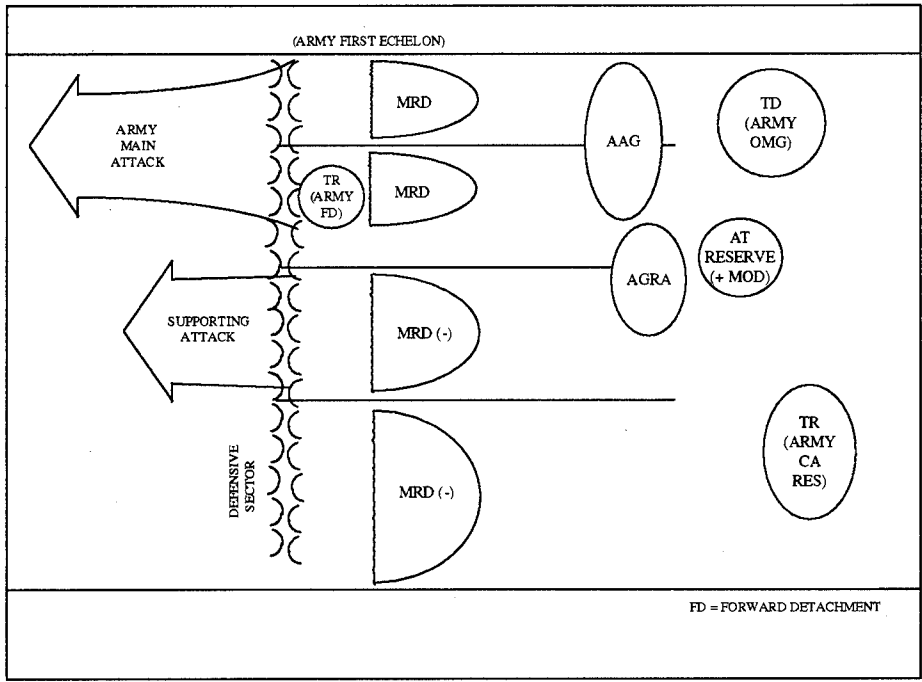 (ARMY FIRST ECHELON)
MRD
TD
(ARMY
OMG)
ARMY
MAIN
ATTACK
AAG
TR
(ARMY
FD)
MRD
AT
RESERVE
(+ MOD)
AGRA
SUPPORTING
ATTACK
MRD (-)
TR
(ARMY
CA
RES)
DEFENSIVE
SECTOR
MRD (-)
FD = FORWARD DETACHMENT